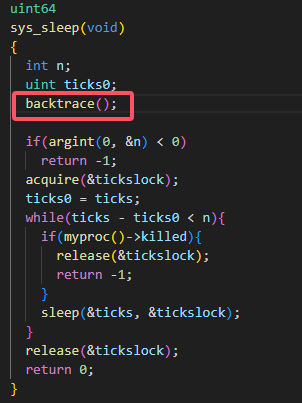 uint64
sys_sleep(void)
{
  int n;
  uint ticks0;
  backtrace();

  if(argint(0, &n) < 0)
    return -1;
  acquire(&tickslock);
  ticks0 = ticks;
  while(ticks - ticks0 < n){
    if(myproc()->killed){
      release(&tickslock);
      return -1;
    }
    sleep(&ticks, &tickslock);
  }
  release(&tickslock);
  return 0;
}